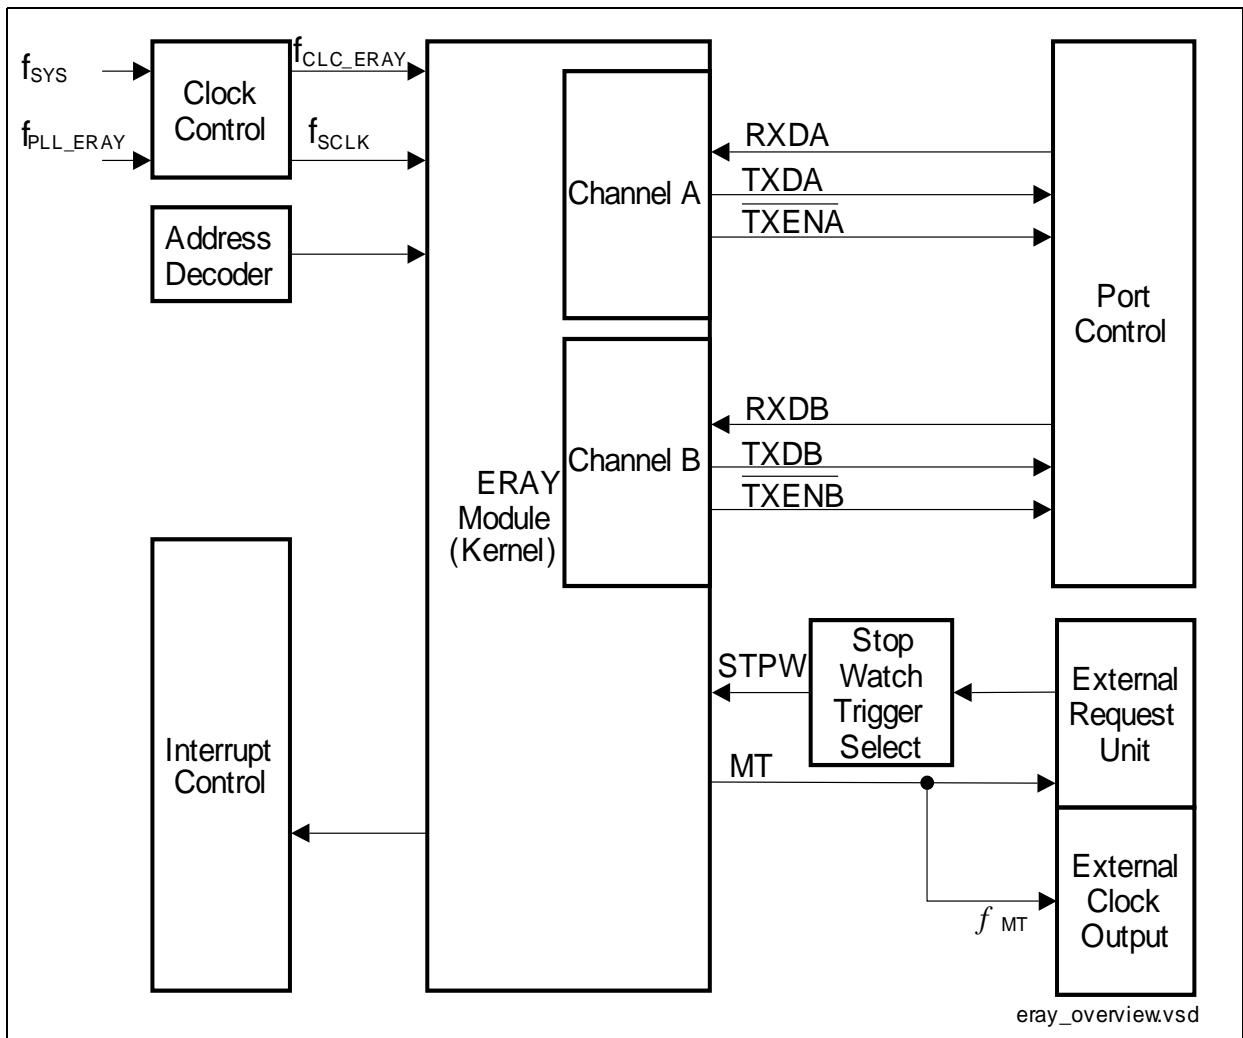 fSYS
fPLL_ERAY
Clock
Control
fCLC_ERAY
fSCLK
Address
Decoder
Interrupt
Control
ERAY
Module
(Kernel)
Channel A
Channel B
RXDA
TXDA
TXENA
RXDB
TXDB
TXENB
Port
Control
STPW
Stop
Watch
Trigger
Select
External
Request
Unit
MT
f MT
External
Clock
Output
eray_overview.vsd